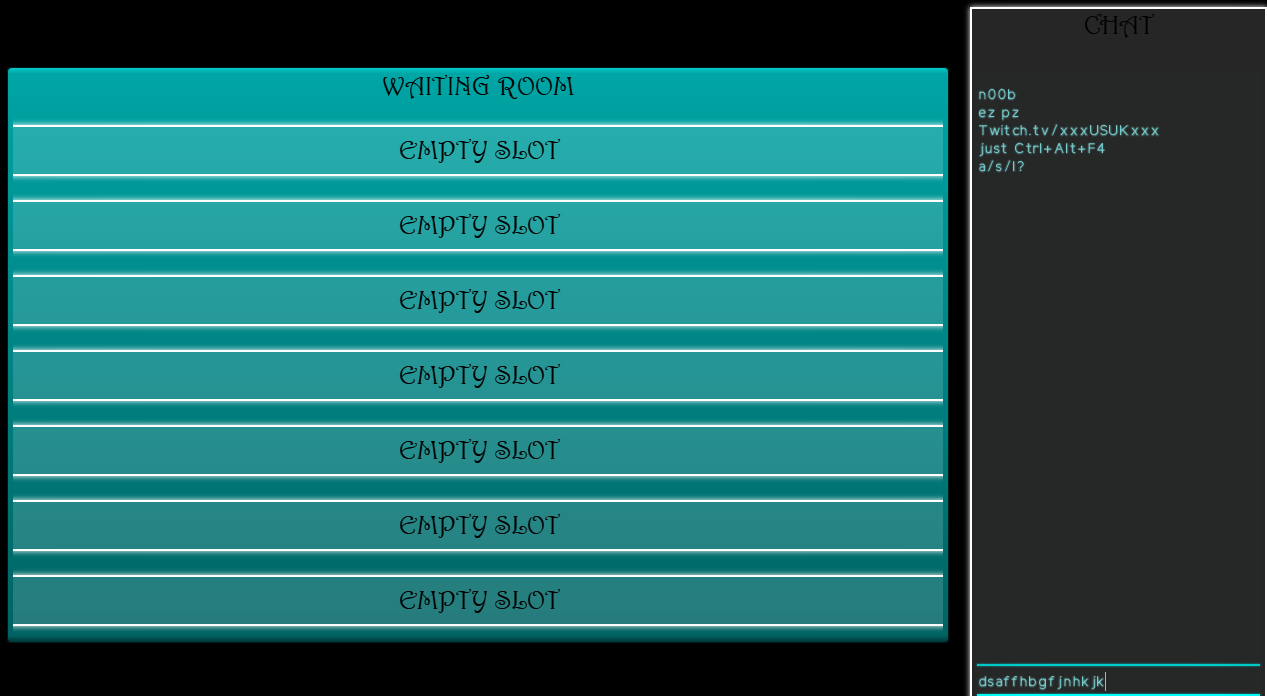 WAITING ROOM
EMPTY SLOT
EMPTY SLOT
EMPTY SLOT
EMPTY SLOT
EMPTY SLOT
EMPTY SLOT
EMPTY SLOT
CHAT
n00b
ez pz
Twitch.tv/xxxUSUKxxx
just Ctrl+Alt+F4
a/s/l?
dsaffhbgfjnhkjk